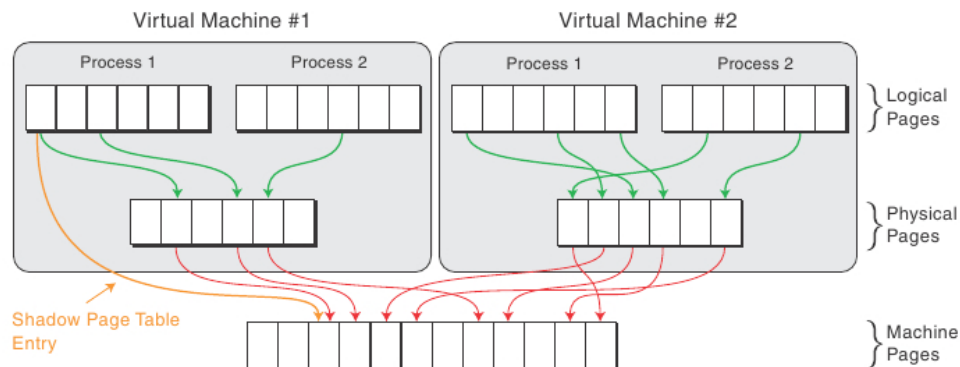 Virtual Machine #1
Virtual Machine #2
Process 1
Process 2
Process 1
Process 2
Logical
Pages
Physical
Pages
Shadow Page Table
Entry
Machine
Pages